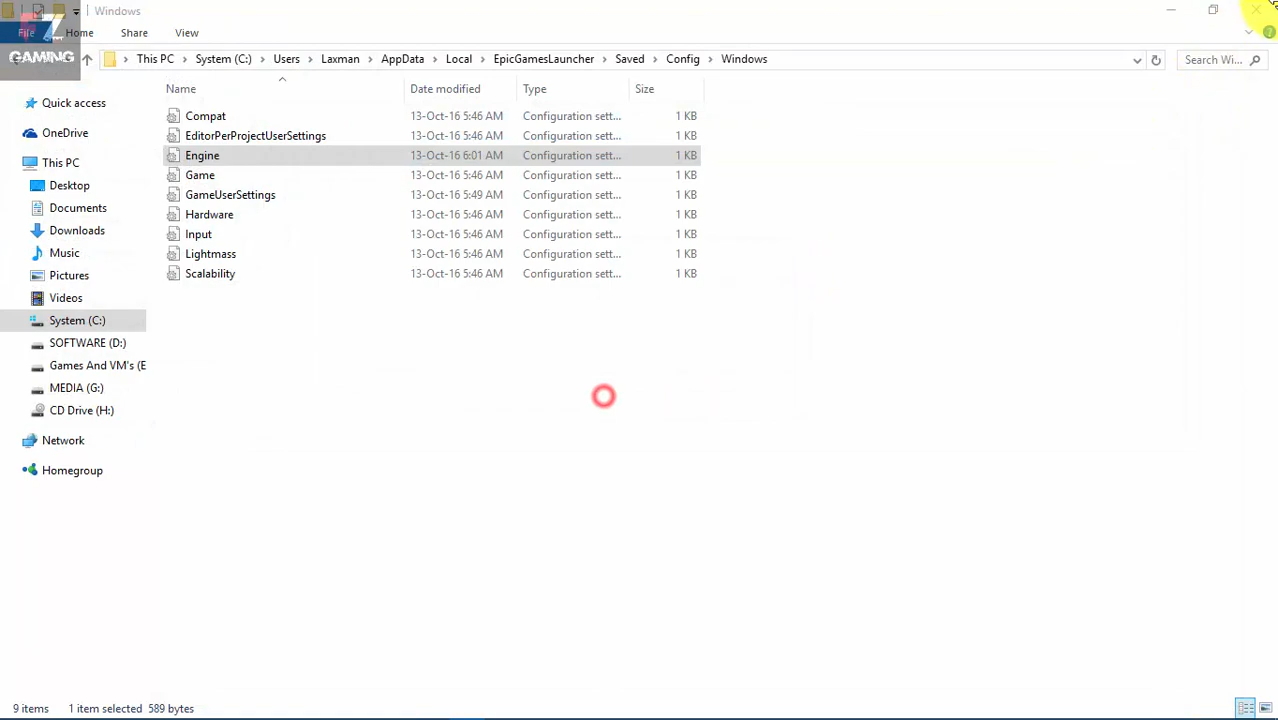 Windows
FZ
GAMING
File Home Share View
This PC System (C:) Users Laxman AppData Local EpicGamesLauncher Saved Config Windows
Search Wi...
Name Date modified Type Size
Compat 13-Oct-16 5:46 AM Configuration sett... 1 KB
EditorPerProjectUserSettings 13-Oct-16 5:46 AM Configuration sett... 1 KB
Engine 13-Oct-16 6:01 AM Configuration sett... 1 KB
Game 13-Oct-16 5:46 AM Configuration sett... 1 KB
GameUserSettings 13-Oct-16 5:49 AM Configuration sett... 1 KB
Hardware 13-Oct-16 5:46 AM Configuration sett... 1 KB
Input 13-Oct-16 5:46 AM Configuration sett... 1 KB
Lightmass 13-Oct-16 5:46 AM Configuration sett... 1 KB
Scalability 13-Oct-16 5:46 AM Configuration sett... 1 KB
Quick access
OneDrive
This PC
Desktop
Documents
Downloads
Music
Pictures
Videos
System (C:)
SOFTWARE (D:)
Games And VM's (E
MEDIA (G:)
CD Drive (H:)
Network
Homegroup
9 items 1 item selected 589 bytes